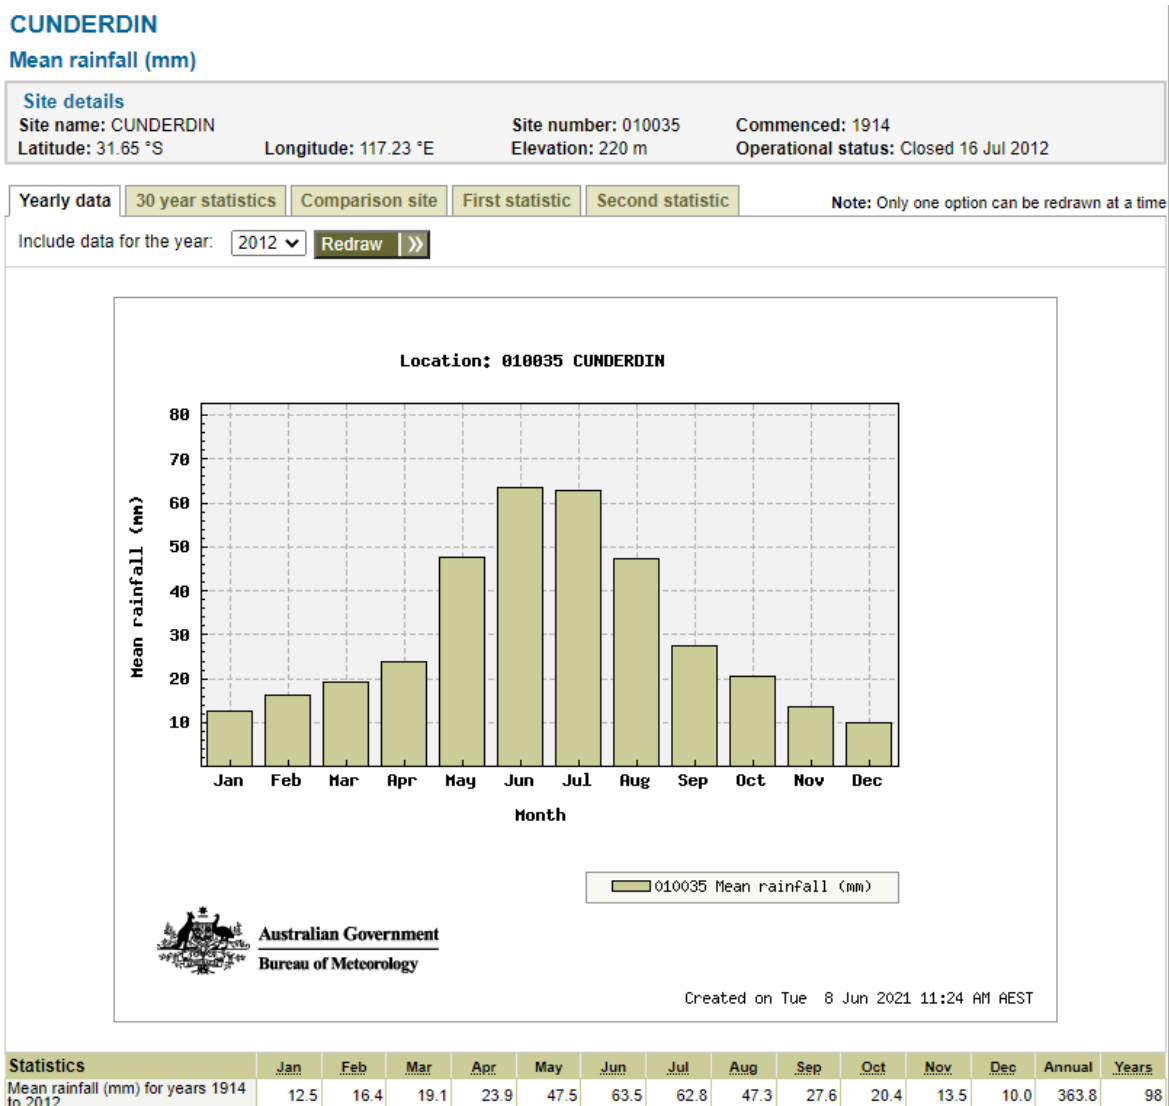 CUNDERDIN
Mean rainfall (mm)
Site details
Site name: CUNDERDIN Site number: 010035 Commenced: 1914
Latitude: 31.65 °S Longitude: 117.23 °E Elevation: 220 m Operational status: Closed 16 Jul 2012
Yearly data 30 year statistics Comparison site First statistic Second statistic Note: Only one option can be redrawn at a time
Include data for the year: 2012 Redraw
Location: 010035 CUNDERDIN
80
70
60
50
40
30
20
10
Mean rainfall (mm)
Jan Feb Mar Apr May Jun Jul Aug Sep Oct Nov Dec
Month
010035 Mean rainfall (mm)
Australian Government
Bureau of Meteorology
Created on Tue 8 Jun 2021 11:24 AM AEST
Statistics Jan Feb Mar Apr May Jun Jul Aug Sep Oct Nov Dec Annual Years
Mean rainfall (mm) for years 1914
to 2012 12.5 16.4 19.1 23.9 47.5 63.5 62.8 47.3 27.6 20.4 13.5 10.0 363.8 98